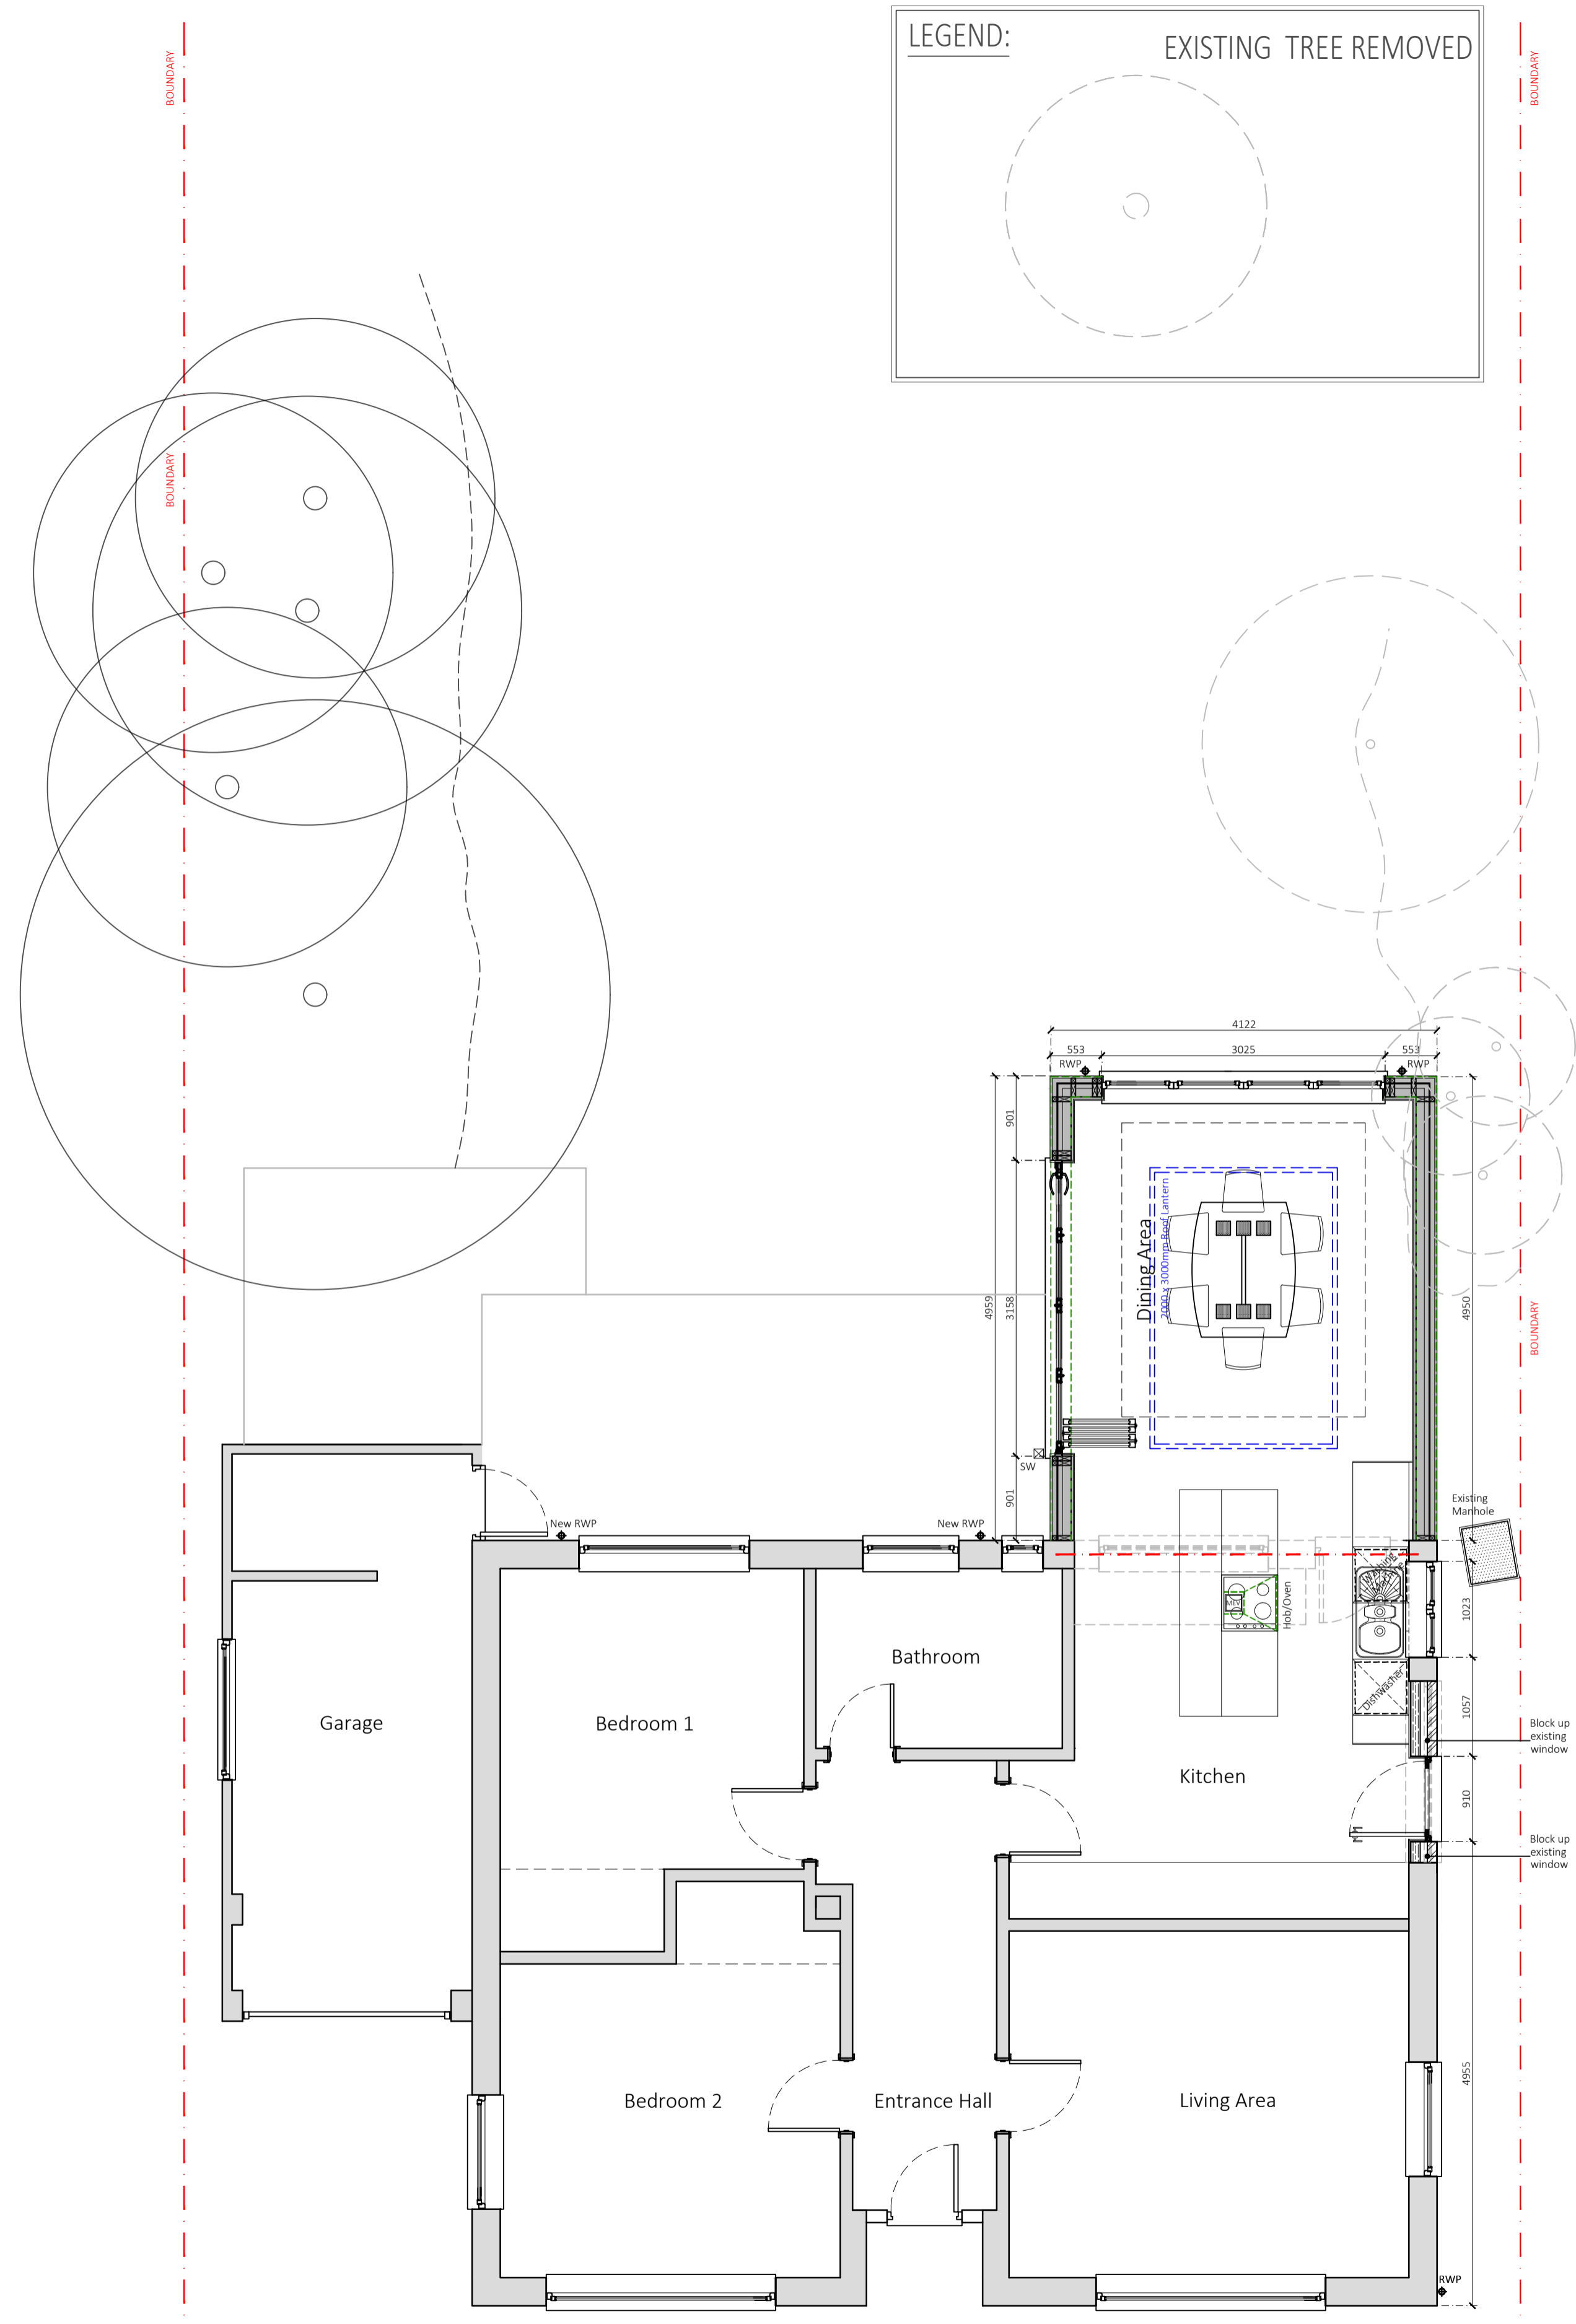 LEGEND:
EXISTING TREE REMOVED
BOUNDARY
BOUNDARY
BOUNDARY
4122
553
3025
553
RWP
RWP
901
4959
3158
901
4950
Dining Area
2000 x 3000mm Roof Lantern
BOUNDARY
SW
Existing
Manhole
New RWP
New RWP
Washing
Machine
MEV
Hob/Oven
1023
Bathroom
Dishwasher
1057
Garage
Bedroom 1
Block up
existing
window
Kitchen
910
Block up
existing
window
4955
Bedroom 2
Entrance Hall
Living Area
RWP